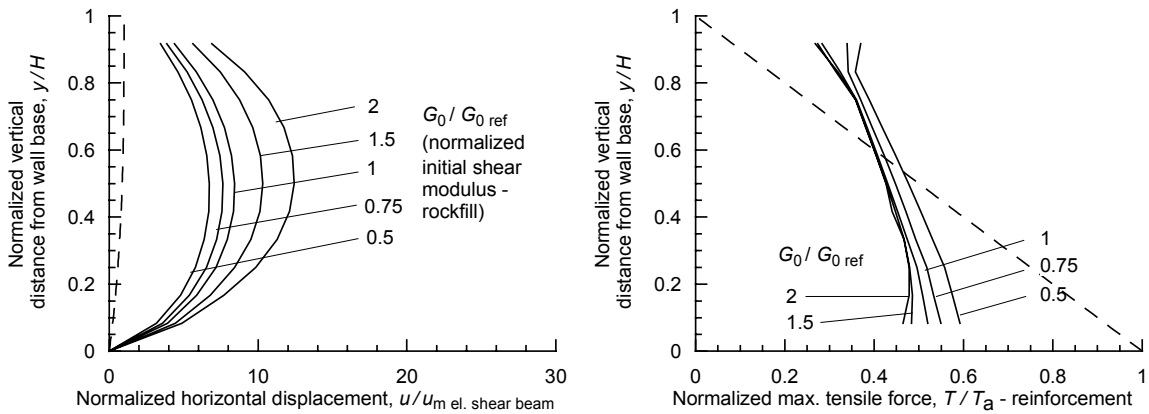 Normalized vertical
distance from wall base, y/H
1
0.8
0.6
0.4
0.2
0
0
10
20
30
Normalized horizontal displacement, u/um el. shear beam
2
1.5
1
0.75
0.5
G0 / G0 ref
(normalized
initial shear
modulus -
rockfill)
Normalized vertical
distance from wall base, y/H
1
0.8
0.6
0.4
0.2
0
0
0.2
0.4
0.6
0.8
1
Normalized max. tensile force, T/Ta - reinforcement
G0 / G0 ref
2
1.5
1
0.75
0.5